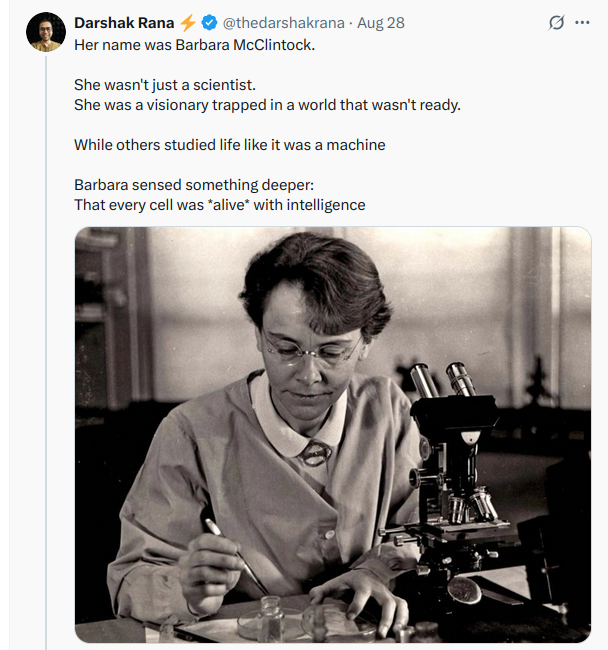 Darshak Rana ⚡ @thedarshakrana · Aug 28
Her name was Barbara McClintock.
She wasn't just a scientist.
She was a visionary trapped in a world that wasn't ready.
While others studied life like it was a machine
Barbara sensed something deeper:
That every cell was *alive* with intelligence